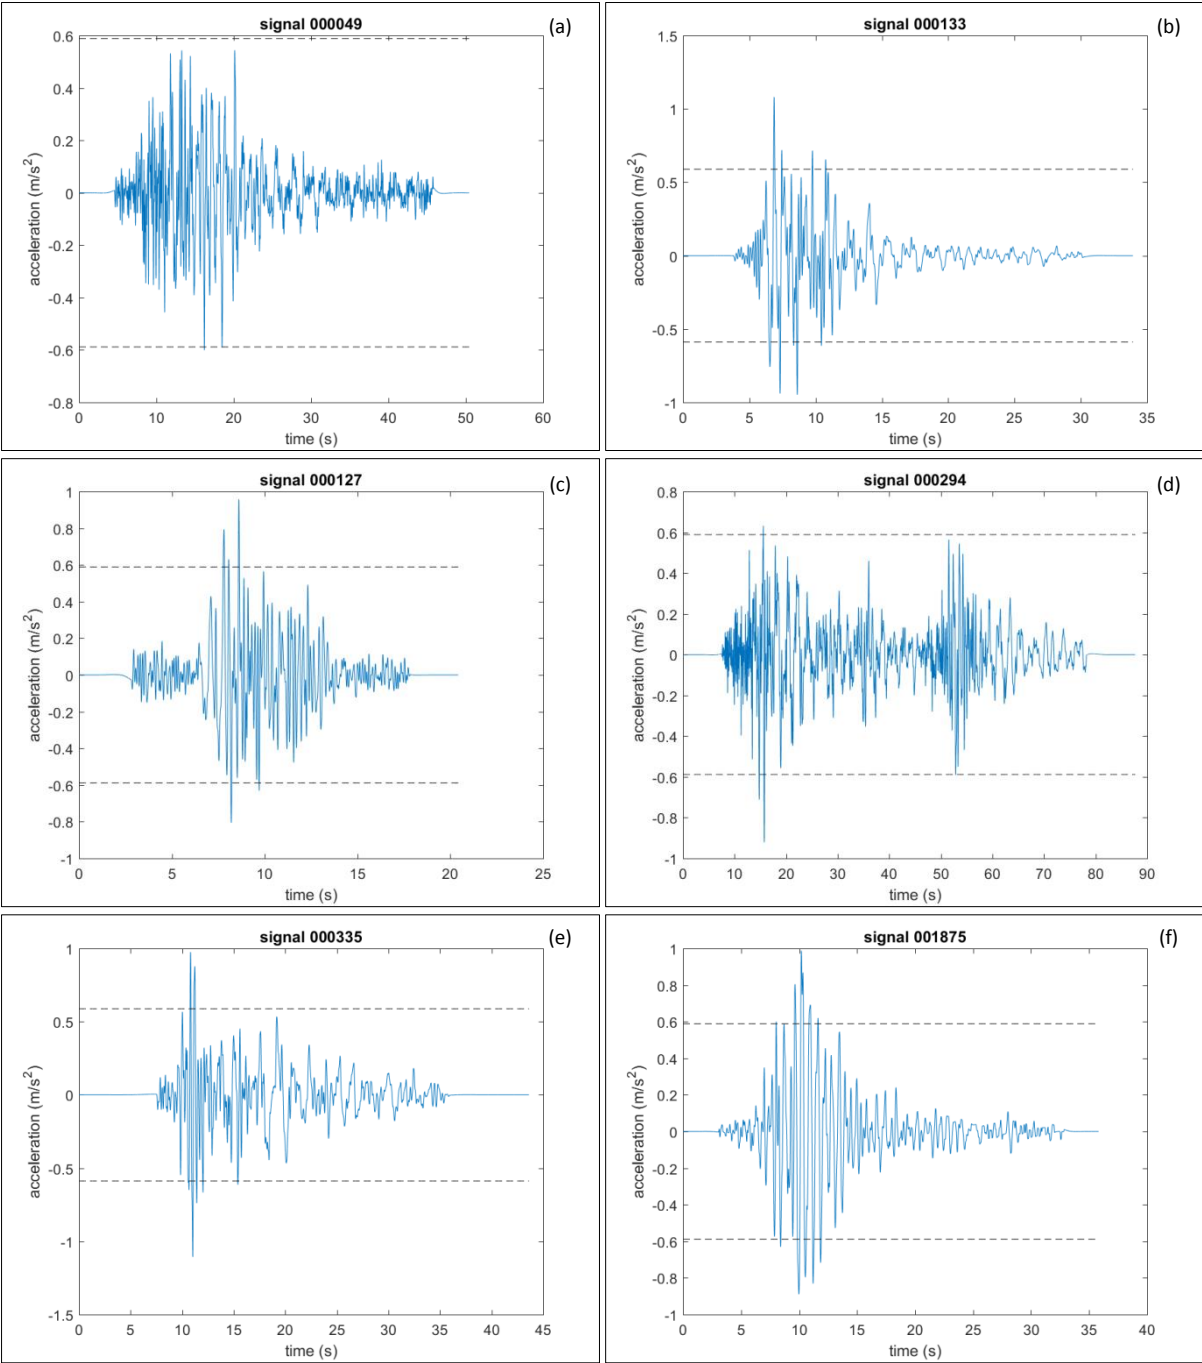 signal 000049
(a)
0.6
0.4
0.2
0
-0.2
-0.4
-0.6
-0.8
acceleration (m/s²)
0 10 20 30 40 50 60
time (s)
signal 000133
(b)
1.5
1
0.5
0
-0.5
-1
acceleration (m/s²)
0 5 10 15 20 25 30 35
time (s)
signal 000127
(c)
1
0.8
0.6
0.4
0.2
0
-0.2
-0.4
-0.6
-0.8
-1
acceleration (m/s²)
0 5 10 15 20 25
time (s)
signal 000294
(d)
0.8
0.6
0.4
0.2
0
-0.2
-0.4
-0.6
-0.8
-1
acceleration (m/s²)
0 10 20 30 40 50 60 70 80 90
time (s)
signal 000335
(e)
1
0.5
0
-0.5
-1
-1.5
acceleration (m/s²)
0 5 10 15 20 25 30 35 40 45
time (s)
signal 001875
(f)
1
0.8
0.6
0.4
0.2
0
-0.2
-0.4
-0.6
-0.8
-1
acceleration (m/s²)
0 5 10 15 20 25 30 35 40
time (s)